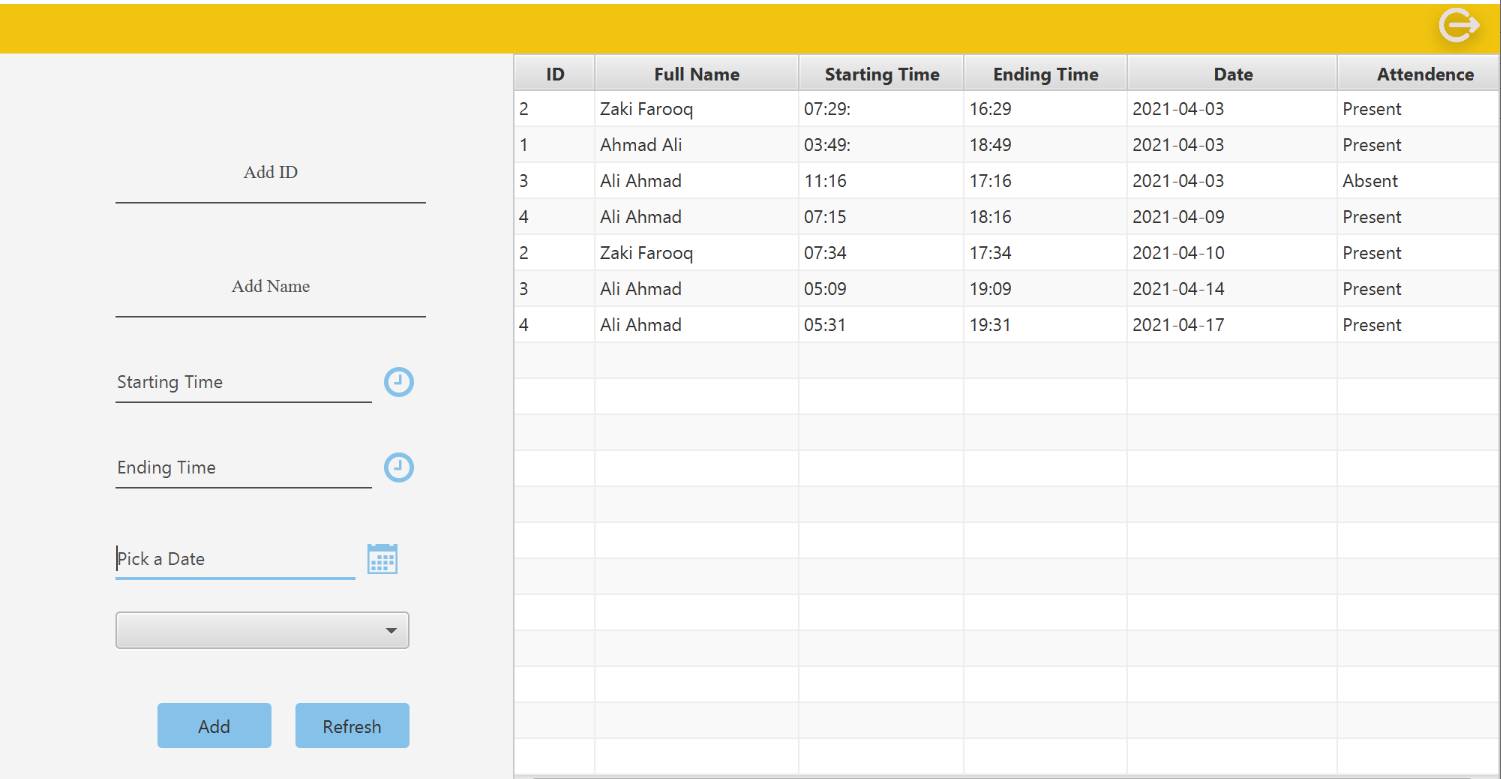 Add ID
Add Name
Starting Time
Ending Time
Pick a Date
Add Refresh
ID Full Name Starting Time Ending Time Date Attendence
2 Zaki Farooq 07:29: 16:29 2021-04-03 Present
1 Ahmad Ali 03:49: 18:49 2021-04-03 Present
3 Ali Ahmad 11:16 17:16 2021-04-03 Absent
4 Ali Ahmad 07:15 18:16 2021-04-09 Present
2 Zaki Farooq 07:34 17:34 2021-04-10 Present
3 Ali Ahmad 05:09 19:09 2021-04-14 Present
4 Ali Ahmad 05:31 19:31 2021-04-17 Present